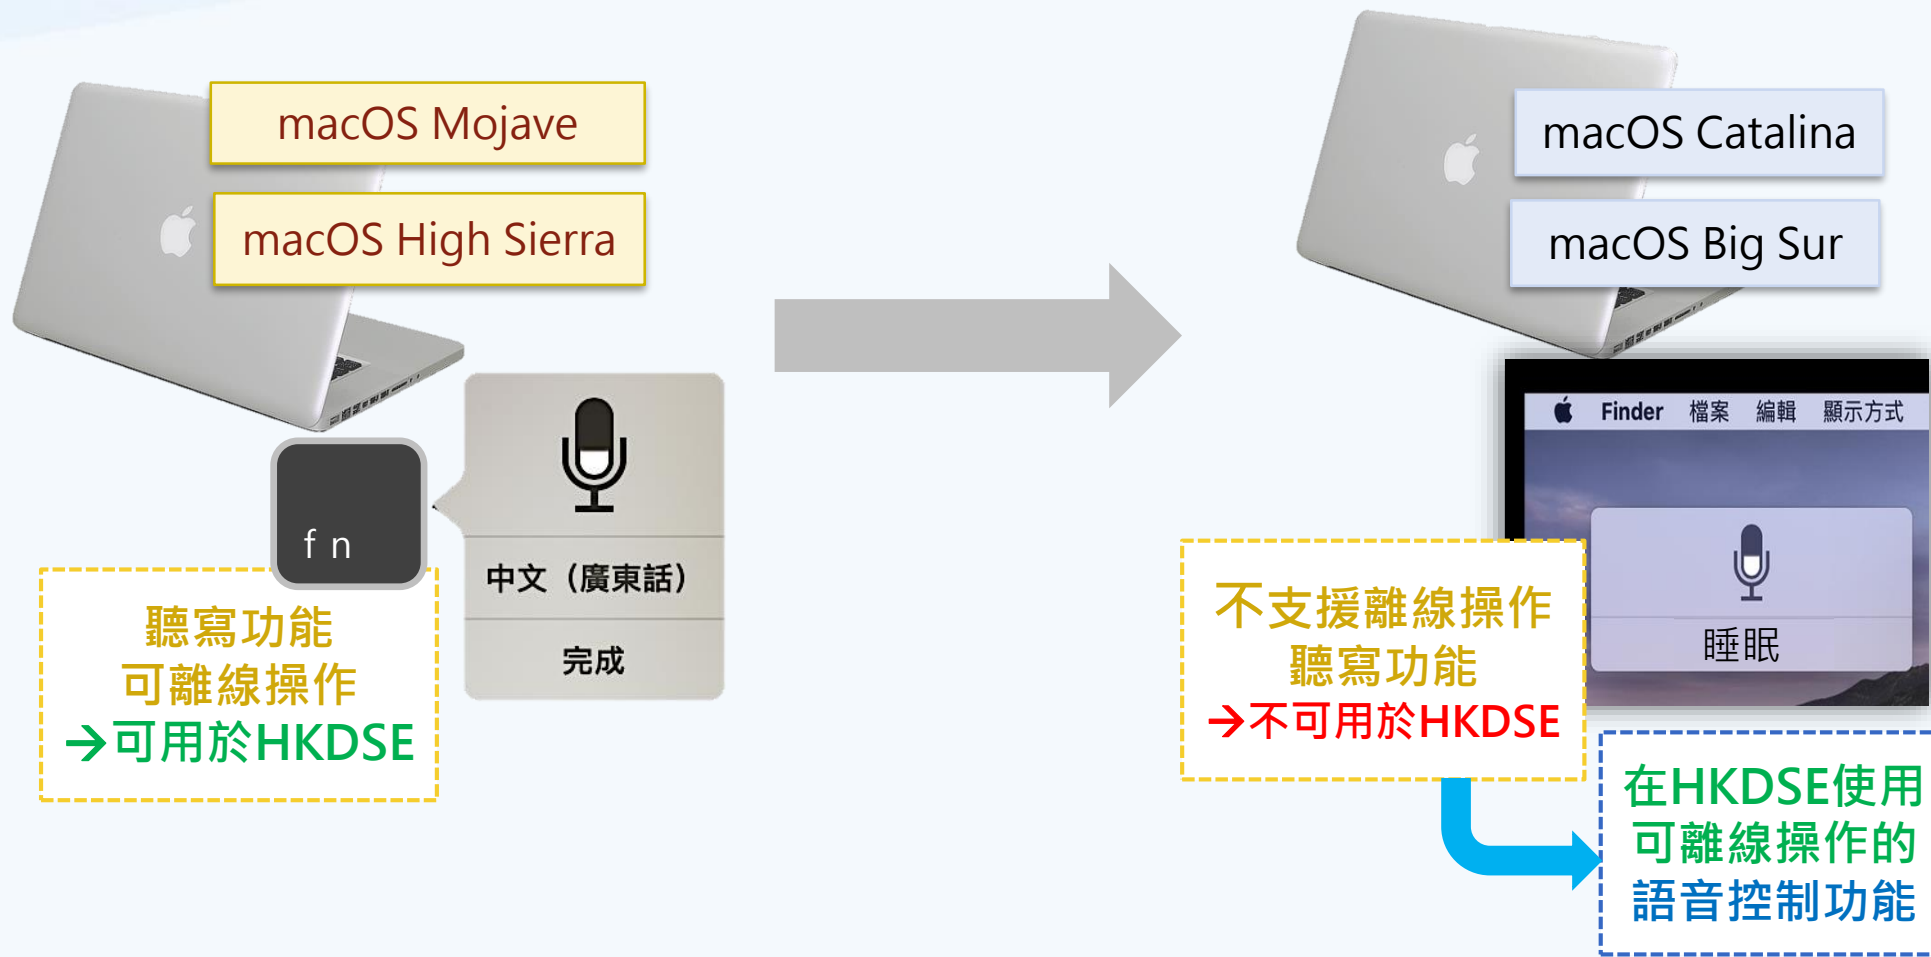 macOS Mojave
macOS High Sierra
fn
中文（廣東話）
完成
聽寫功能
可離線操作
→可用於HKDSE
macOS Catalina
macOS Big Sur
Finder 檔案 編輯 顯示方式
睡眠
不支援離線操作
聽寫功能
→不可用於HKDSE
在HKDSE使用
可離線操作的
語音控制功能